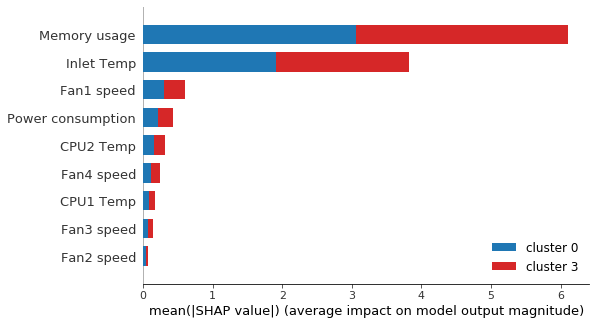 Memory usage
Inlet Temp
Fan1 speed
Power consumption
CPU2 Temp
Fan4 speed
CPU1 Temp
Fan3 speed
Fan2 speed
cluster 0
cluster 3
0 1 2 3 4 5 6
mean(|SHAP value|) (average impact on model output magnitude)